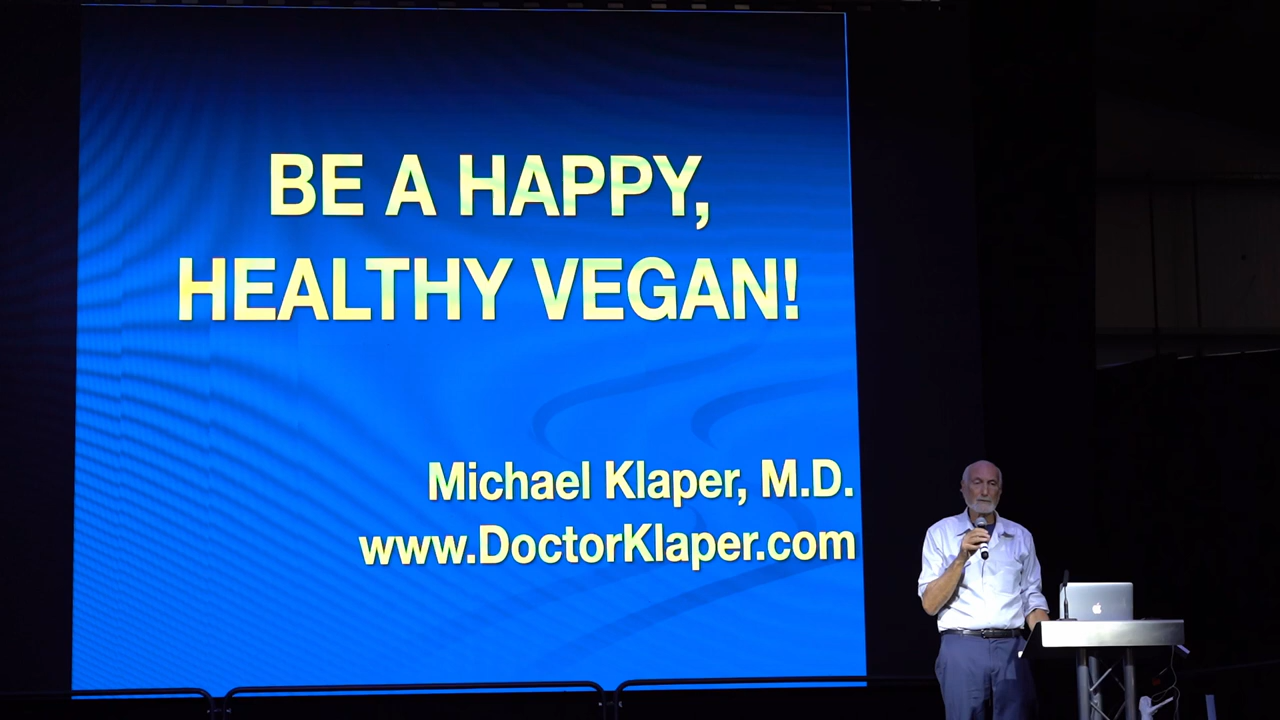 BE A HAPPY,
HEALTHY VEGAN!
Michael Klaper, M.D.
www.DoctorKlaper.com